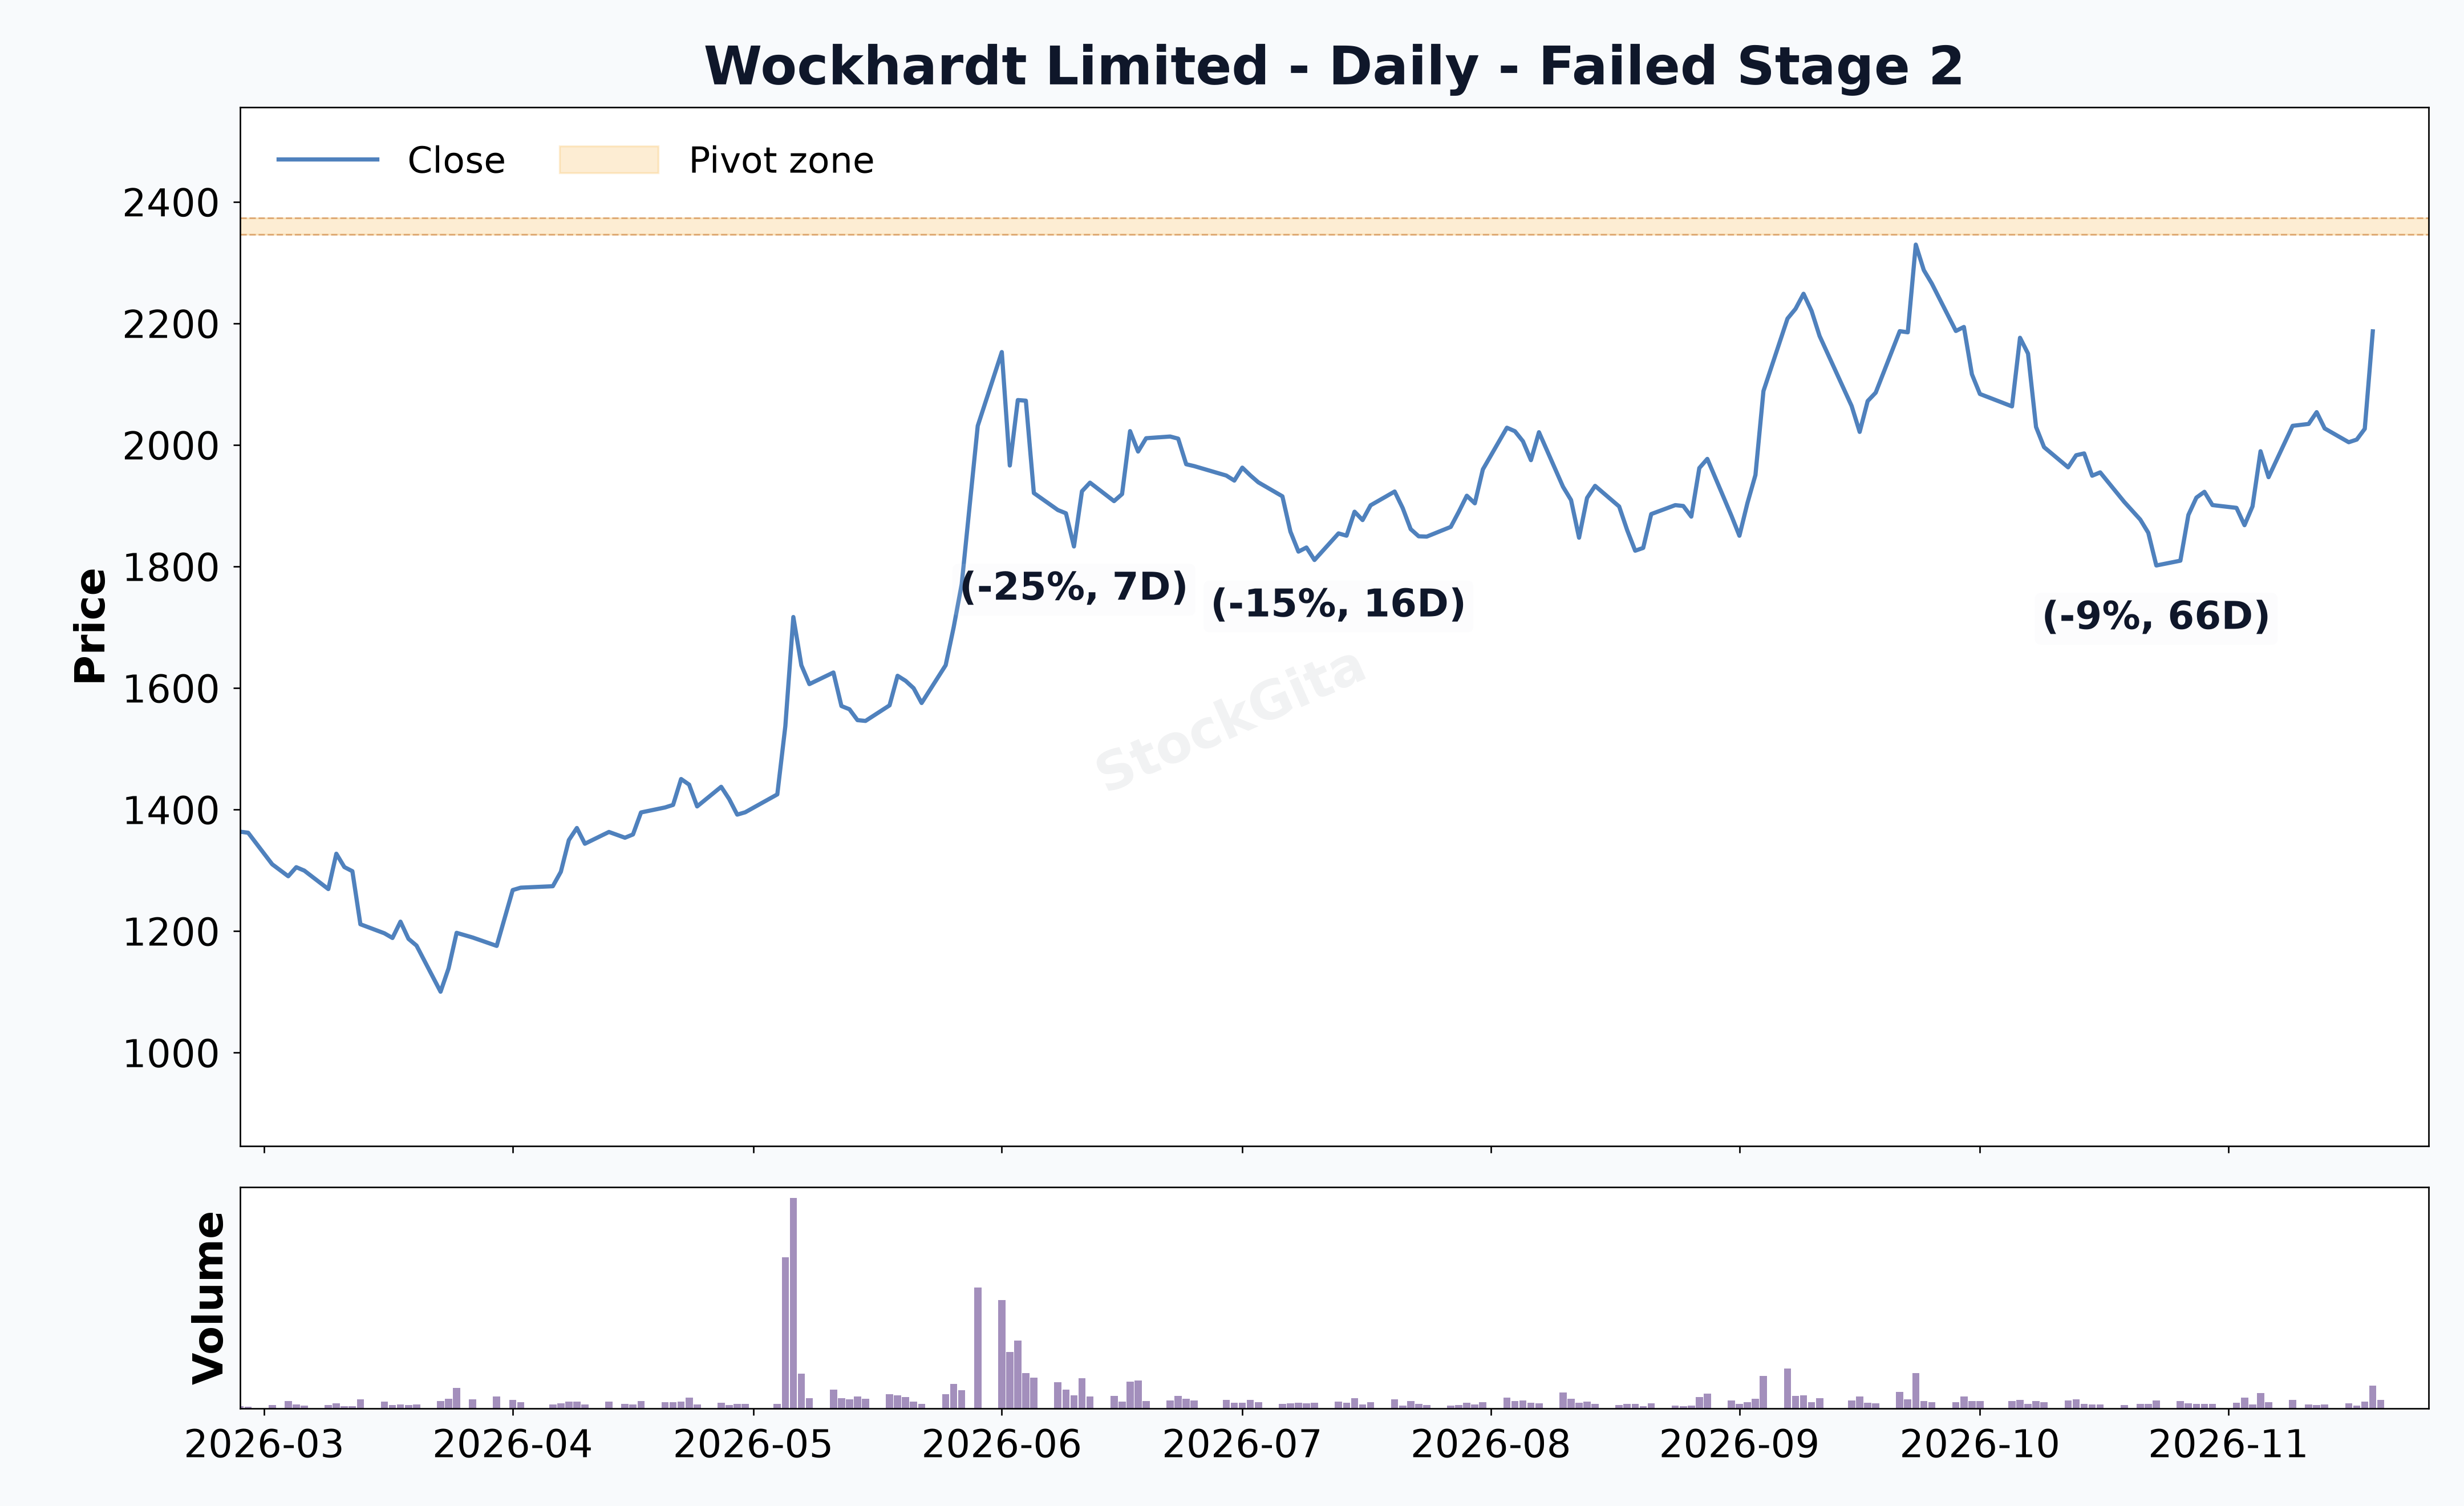 Wockhardt Limited - Daily - Failed Stage 2
Close
Pivot zone
2400
2200
2000
1800
1600
1400
1200
1000
Price
(-25%, 7D)
(-15%, 16D)
(-9%, 66D)
StockGita
Volume
2026-03
2026-04
2026-05
2026-06
2026-07
2026-08
2026-09
2026-10
2026-11